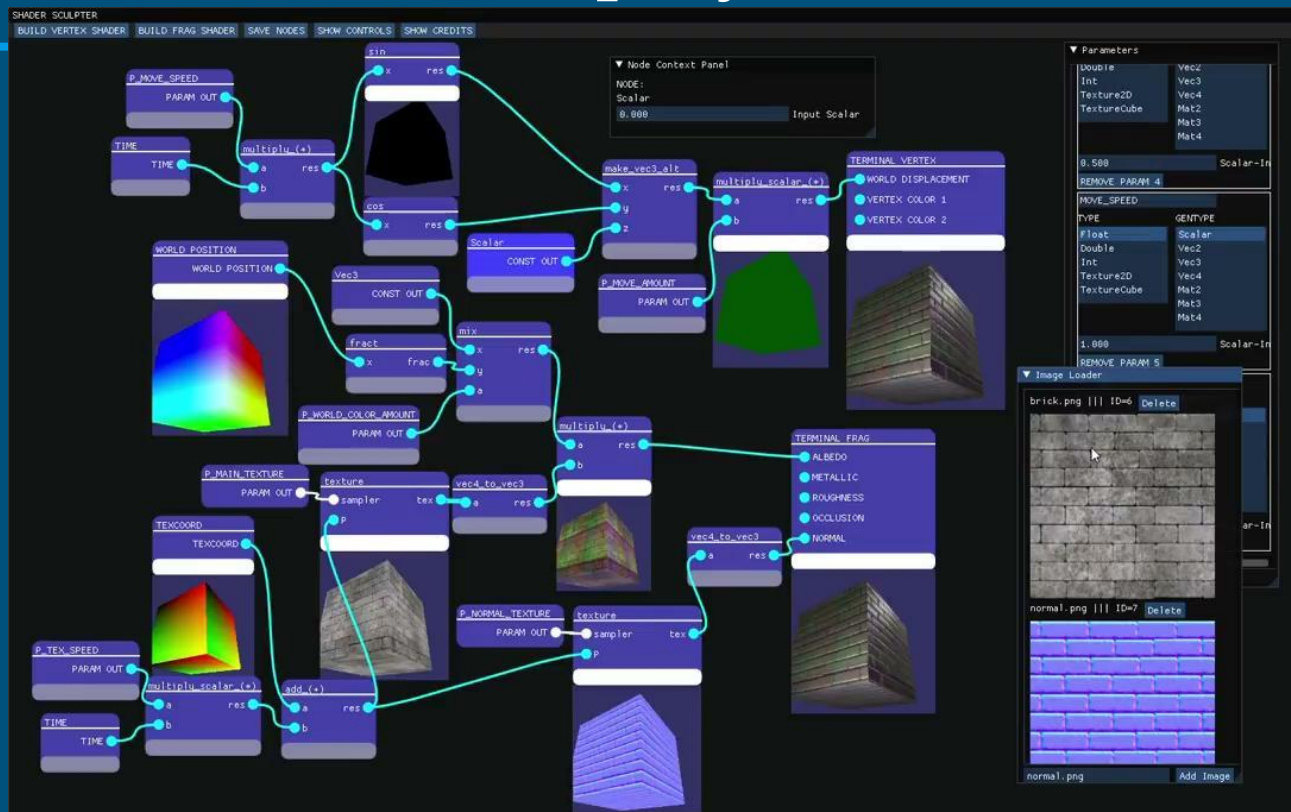 SHADER SCULPTER
BUILD VERTEX SHADER BUILD FRAG SHADER SAVE NODES SHOW CONTROLS SHOW CREDITS
P_MOVE_SPEED
PARAM OUT
TIME
TIME
multiply_(*)
a res
b
sin
x res
cos
x res
▼ Node Context Panel
NODE:
Scalar
0.000 Input Scalar
make_vec3_alt
x res
y
z
Scalar
CONST OUT
P_MOVE_AMOUNT
PARAM OUT
multiply_scalar_(*)
a res
b
TERMINAL VERTEX
WORLD DISPLACEMENT
VERTEX COLOR 1
VERTEX COLOR 2
WORLD POSITION
WORLD POSITION
Vec3
CONST OUT
fract
x frac
mix
x res
y
a
P_WORLD_COLOR_AMOUNT
PARAM OUT
P_MAIN_TEXTURE
PARAM OUT
texture
sampler tex
P
vec4_to_vec3
a res
multiply_(*)
a res
b
TERMINAL FRAG
ALBEDO
METALLIC
ROUGHNESS
OCCLUSION
NORMAL
TEXCOORD
TEXCOORD
P_TEX_SPEED
PARAM OUT
TIME
TIME
multiply_scalar_(*)
a res
b
add_(+)
a res
b
P_NORMAL_TEXTURE
PARAM OUT
texture
sampler tex
P
vec4_to_vec3
a res
▼ Parameters
Double Vec2
Int Vec3
Texture2D Vec4
TextureCube Mat2
Mat3
Mat4
0.500 Scalar-In
REMOVE PARAM 4
MOVE_SPEED
TYPE GENTYPE
Float Scalar
Double Vec2
Int Vec3
Texture2D Vec4
TextureCube Mat2
Mat3
Mat4
1.000 Scalar-In
REMOVE PARAM 5
▼ Image Loader
brick.png ||| ID=6 Delete
normal.png ||| ID=7 Delete
normal.png Add Image
ar-In